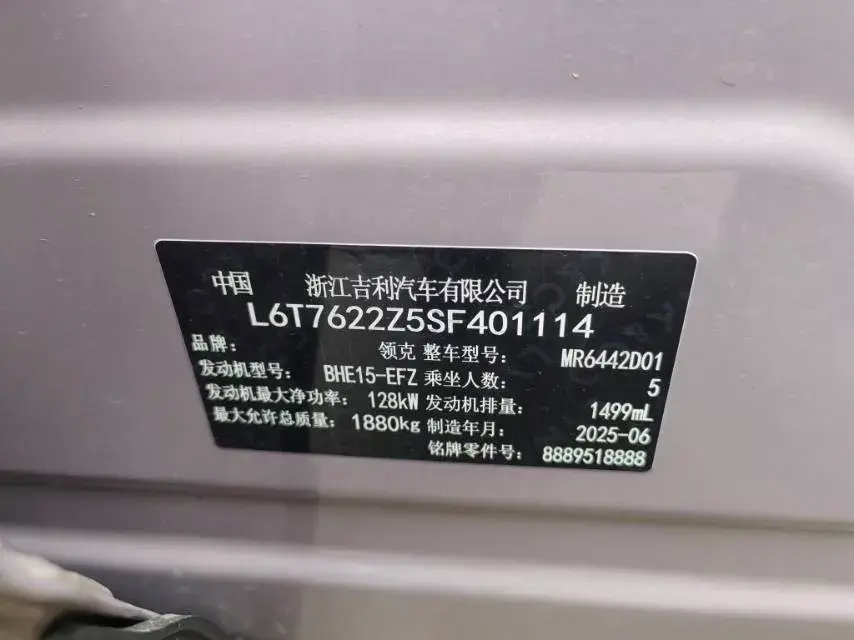 中国 浙江吉利汽车有限公司 制造
L6T7622Z5SF401114
品牌： 领克 整车型号： MR6442D01
发动机型号： BHE15-EFZ 乘坐人数： 5
发动机最大净功率： 128kW 发动机排量： 1499mL
最大允许总质量： 1880kg 制造年月： 2025-06
铭牌零件号： 8889518888